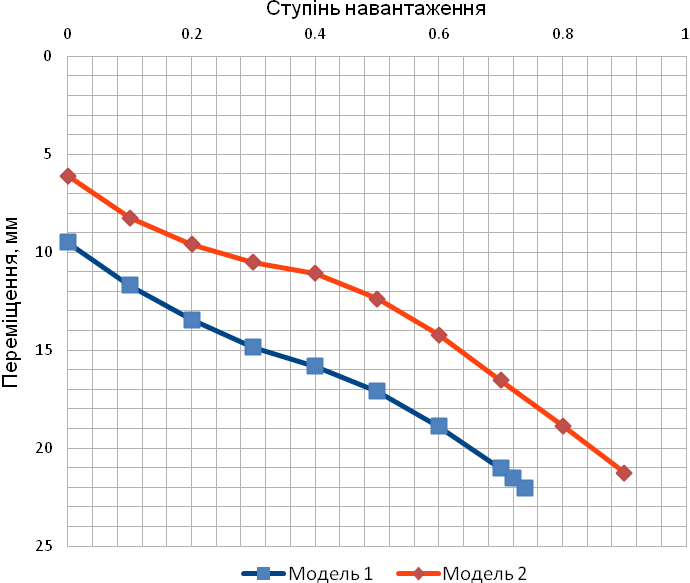 Ступінь навантаження
0 0.2 0.4 0.6 0.8 1
0
5
10
15
20
25
Переміщення, мм
Модель 1 Модель 2